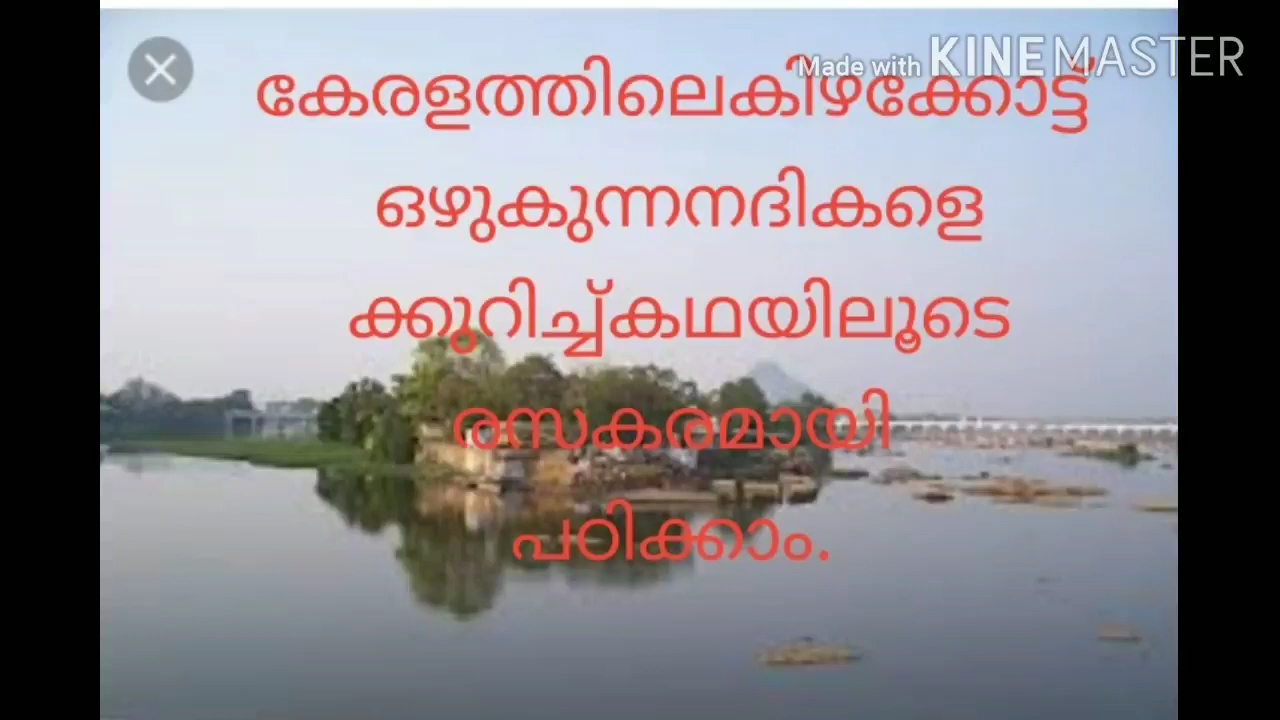 Made with KINEMASTER
കേരളത്തിലെകിഴക്കോട്ട്
ഒഴുകുന്നനദികളെ
ക്കുറിച്ച്കഥയിലൂടെ
രസകരമായി
പഠിക്കാം.